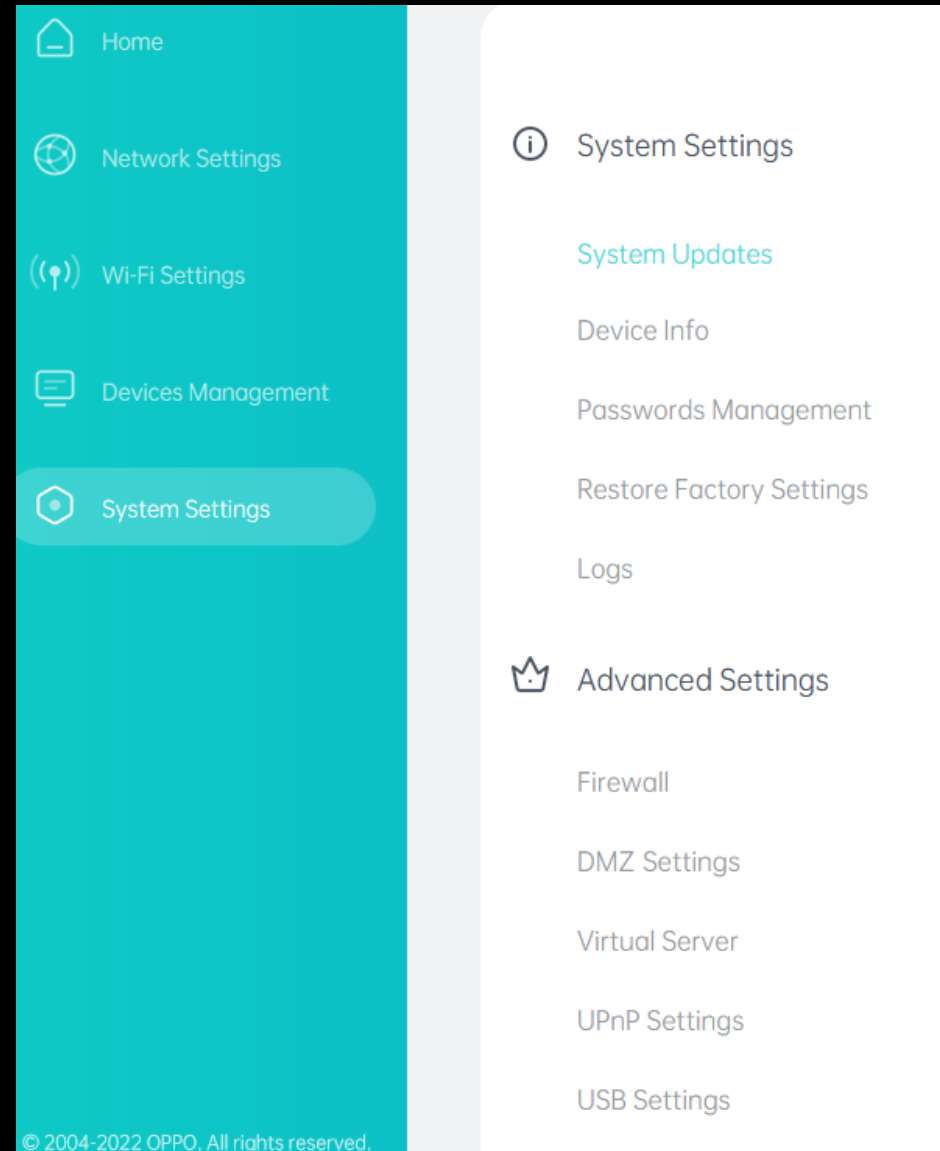 Home
Network Settings
Wi-Fi Settings
Devices Management
System Settings
© 2004-2022 OPPO. All rights reserved.
System Settings
System Updates
Device Info
Passwords Management
Restore Factory Settings
Logs
Advanced Settings
Firewall
DMZ Settings
Virtual Server
UPnP Settings
USB Settings